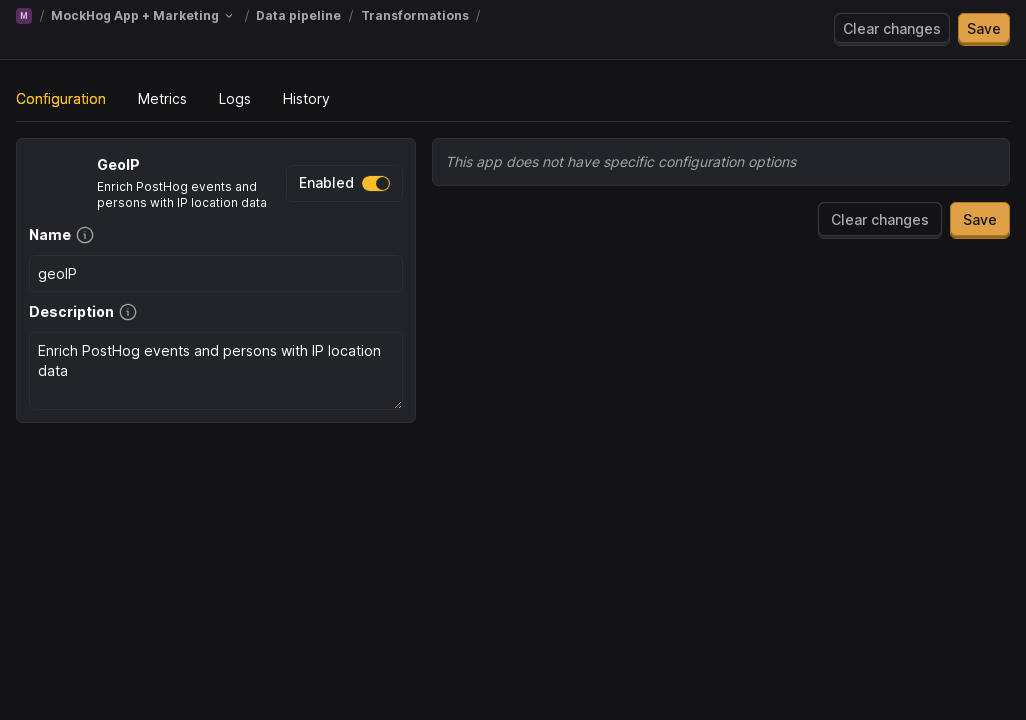 M / MockHog App + Marketing / Data pipeline / Transformations /
Clear changes Save
Configuration Metrics Logs History
GeoIP
Enrich PostHog events and
persons with IP location data
Enabled
Name
geoIP
Description
Enrich PostHog events and persons with IP location
data
This app does not have specific configuration options
Clear changes Save